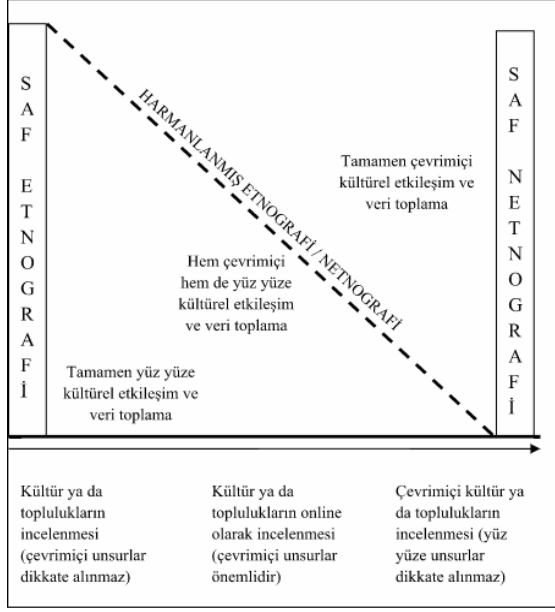 SAF ETNOGRAFİ
HARMANLANMIŞ ETNOGRAFİ / NETNOGRAFİ
SAF NETNOGRAFİ
Tamamen çevrimiçi
kültürel etkileşim ve
veri toplama
Hem çevrimiçi
hem de yüz yüze
kültürel etkileşim
ve veri toplama
Tamamen yüz yüze
kültürel etkileşim ve
veri toplama
Kültür ya da
toplulukların
incelenmesi
(çevrimiçi unsurlar
dikkate alınmaz)
Kültür ya da
toplulukların online
olarak incelenmesi
(çevrimiçi unsurlar
önemlidir)
Çevrimiçi kültür ya
da toplulukların
incelenmesi (yüz
yüze unsurlar
dikkate alınmaz)